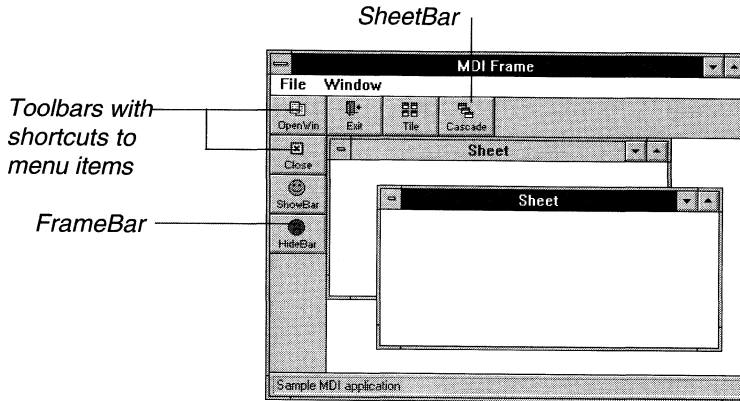 SheetBar
MDI Frame
File Window
Toolbars with
shortcuts to
menu items
OpenWin Exit Tile Cascade
Close
Sheet
ShowBar
Sheet
FrameBar
HideBar
Sample MDI application